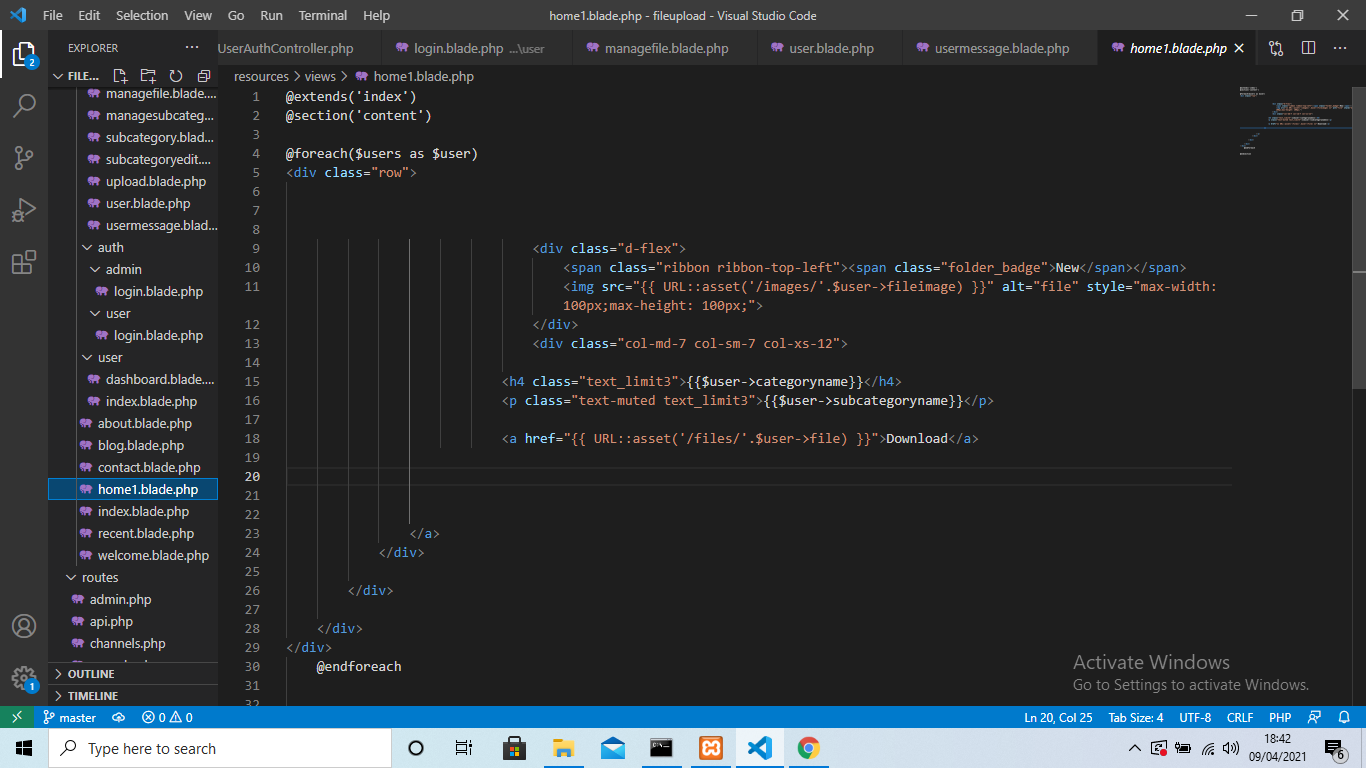 File Edit Selection View Go Run Terminal Help home1.blade.php - fileupload - Visual Studio Code
EXPLORER ···
UserAuthController.php login.blade.php ...\user managefile.blade.php user.blade.php usermessage.blade.php home1.blade.php
FILE...
resources > views > home1.blade.php
managefile.blade....
managesubcateg...
subcategory.blad...
subcategoryedit....
upload.blade.php
user.blade.php
usermessage.blad...
auth
admin
login.blade.php
user
login.blade.php
user
dashboard.blade....
index.blade.php
about.blade.php
blog.blade.php
contact.blade.php
home1.blade.php
index.blade.php
recent.blade.php
welcome.blade.php
routes
admin.php
api.php
channels.php
OUTLINE
TIMELINE
1 @extends('index')
2 @section('content')
3
4 @foreach($users as $user)
5 <div class="row">
6
7
8
9 <div class="d-flex">
10 <span class="ribbon ribbon-top-left"><span class="folder_badge">New</span></span>
11 <img src="{{ URL::asset('/images/'.$user->fileimage) }}" alt="file" style="max-width:
100px;max-height: 100px;">
12 </div>
13 <div class="col-md-7 col-sm-7 col-xs-12">
14
15 <h4 class="text_limit3">{{$user->categoryname}}</h4>
16 <p class="text-muted text_limit3">{{$user->subcategoryname}}</p>
17
18 <a href="{{ URL::asset('/files/'.$user->file) }}">Download</a>
19
20
21
22
23 </a>
24 </div>
25
26 </div>
27
28 </div>
29 </div>
30 @endforeach
31
32
Activate Windows
Go to Settings to activate Windows.
2
1
master 0 0 Ln 20, Col 25 Tab Size: 4 UTF-8 CRLF PHP
Type here to search
18:42
09/04/2021
6